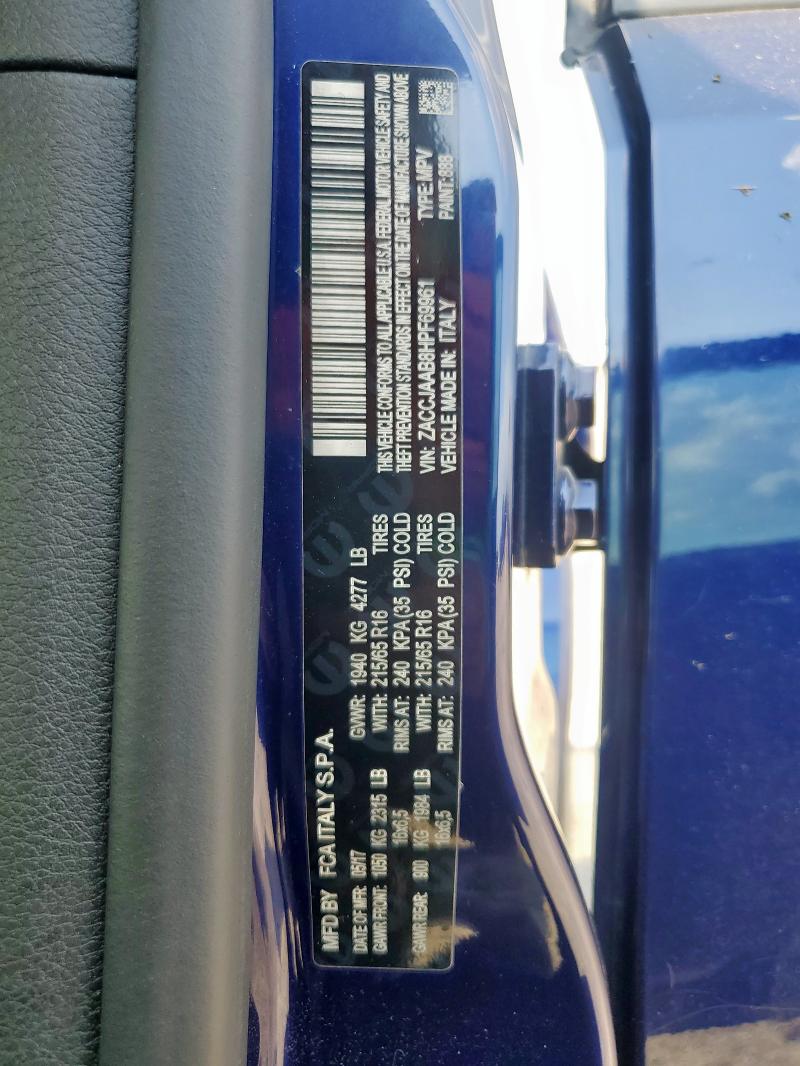 MFD BY FCA ITALY S.P.A.
DATE OF MFR: 05/17 GVWR: 1940 KG 4277 LB
GAWR FRONT: 1050 KG 2315 LB WITH: 215/65 R16 TIRES
16x6,5 RIMS AT: 240 KPA(35 PSI) COLD
GAWR REAR: 900 KG 1984 LB WITH: 215/65 R16 TIRES
16x6,5 RIMS AT: 240 KPA(35 PSI) COLD
THIS VEHICLE CONFORMS TO ALL APPLICABLE U.S.A. FEDERAL MOTOR VEHICLE SAFETY AND
THEFT PREVENTION STANDARDS IN EFFECT ON THE DATE OF MANUFACTURE SHOWN ABOVE
VIN: ZACCJAAB8HPF69961 TYPE:MPV
VEHICLE MADE IN: ITALY PAINT:888